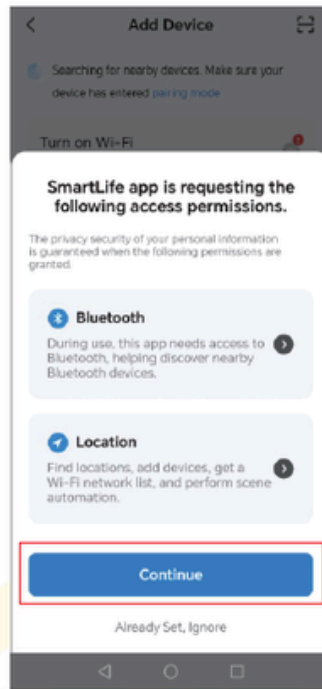 Add Device
Searching for nearby devices. Make sure your
device has entered pairing mode
Turn on Wi-Fi
SmartLife app is requesting the
following access permissions.
The privacy security of your personal information
is guaranteed when the following permissions are
granted.
Bluetooth
During use, this app needs access to
Bluetooth, helping discover nearby
Bluetooth devices.
Location
Find locations, add devices, get a
Wi-Fi network list, and perform scene
automation.
Continue
Already Set, Ignore